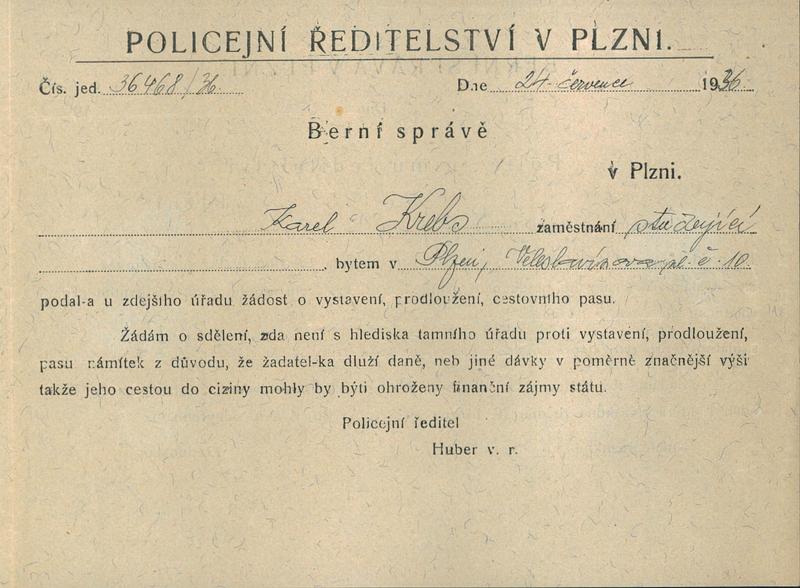 POLICEJNÍ ŘEDITELSTVÍ V PLZNI.
Čís. jed. 36468/36. Dne 24. července 1936.
Berní správě
v Plzni.
Karel Krebs zaměstnání studující
, bytem v Plzni, Veleslavínova č. 10
podal-a u zdejšího úřadu žádost o vystavení, prodloužení, cestovního pasu.
Žádám o sdělení, zda není s hlediska tamního úřadu proti vystavení, prodloužení,
pasu námitek z důvodu, že žadatel-ka dluží daně, neb jiné dávky v poměrně značnější výši
takže jeho cestou do ciziny mohly by býti ohroženy finanční zájmy státu.
Policejní ředitel
Huber v. r.